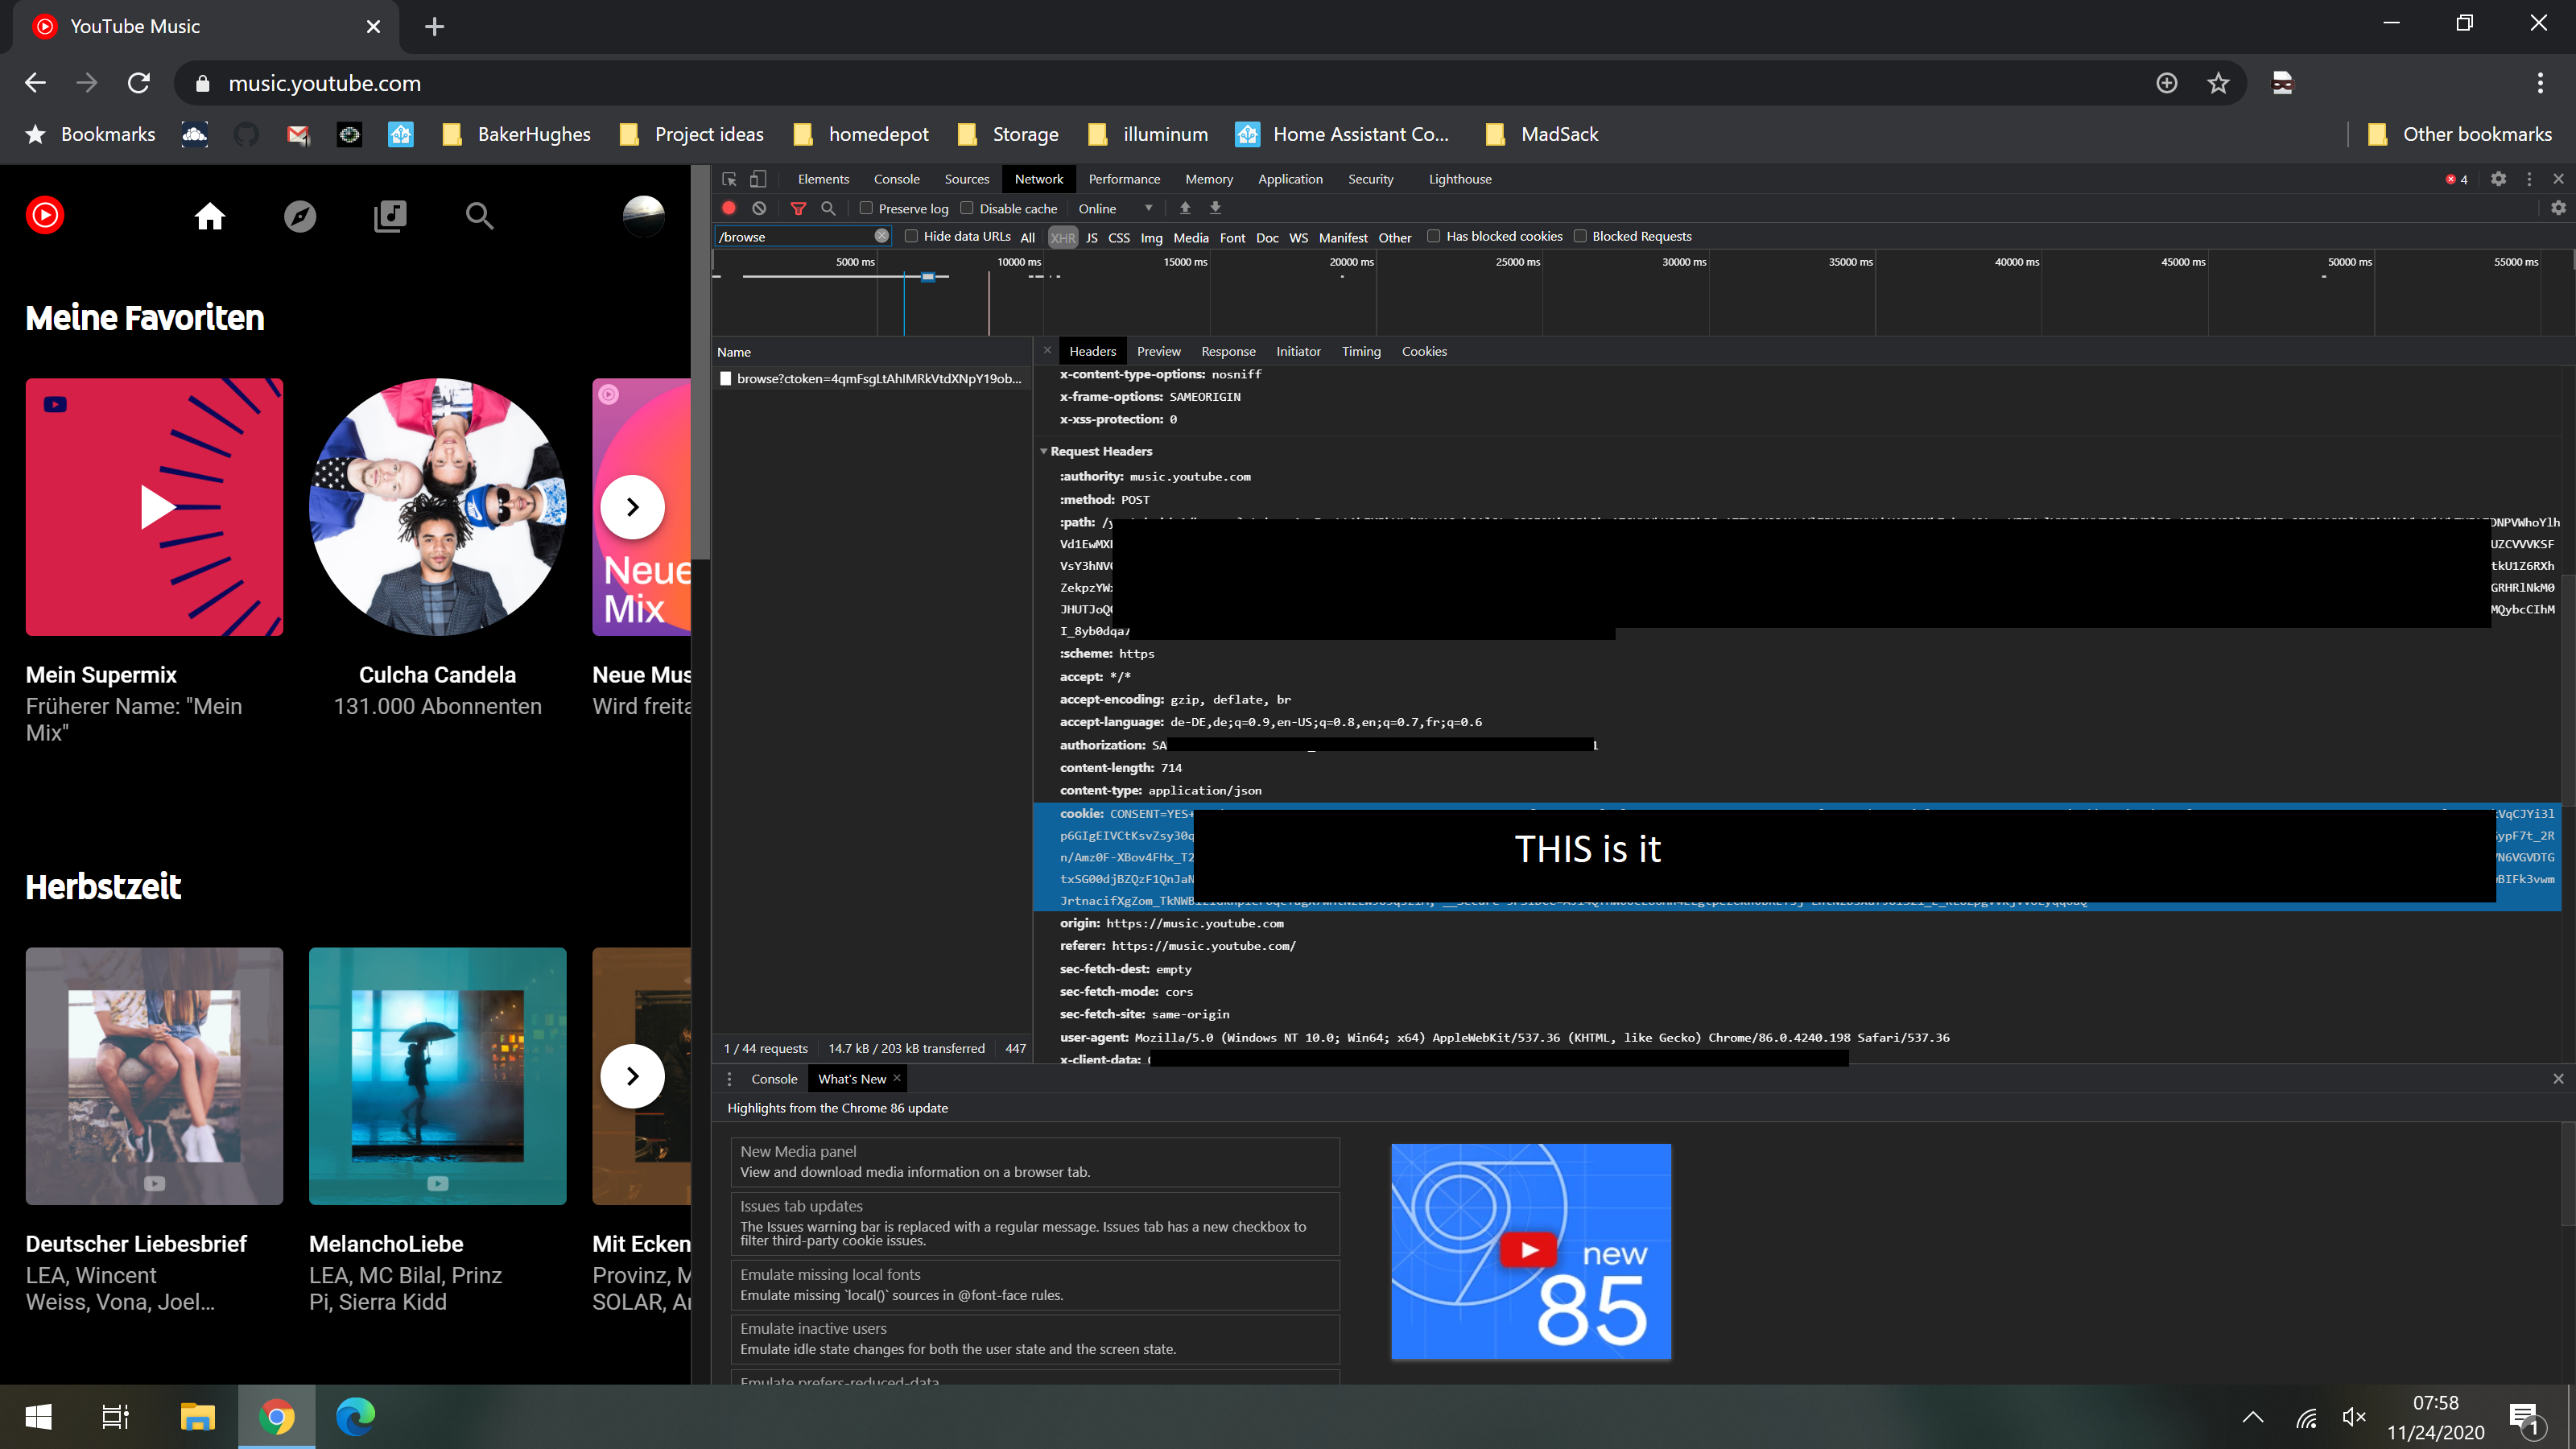 YouTube Music
music.youtube.com
Bookmarks
BakerHughes
Project ideas
homedepot
Storage
illuminum
Home Assistant Co...
MadSack
Other bookmarks
Meine Favoriten
Neue
Mix
Mein Supermix
Früherer Name: "Mein
Mix"
Culcha Candela
131.000 Abonnenten
Neue Mus
Wird freita
Herbstzeit
Deutscher Liebesbrief
LEA, Wincent
Weiss, Vona, Joel...
MelanchoLiebe
LEA, MC Bilal, Prinz
Pi, Sierra Kidd
Mit Ecken
Provinz, M
SOLAR, Ar
Elements Console Sources Network Performance Memory Application Security Lighthouse 4
Preserve log Disable cache Online
/browse Hide data URLs All XHR JS CSS Img Media Font Doc WS Manifest Other Has blocked cookies Blocked Requests
5000 ms 10000 ms 15000 ms 20000 ms 25000 ms 30000 ms 35000 ms 40000 ms 45000 ms 50000 ms 55000 ms
Name
browse?ctoken=4qmFsgLtAhIMRkVtdXNpY19ob...
1 / 44 requests 14.7 kB / 203 kB transferred 447
Headers Preview Response Initiator Timing Cookies
x-content-type-options: nosniff
x-frame-options: SAMEORIGIN
x-xss-protection: 0
Request Headers
:authority: music.youtube.com
:method: POST
:path: /y DNPVWhoYlh
Vd1EwMX UZCVVVKSF
VsY3hNV tkU1Z6RXh
ZekpzYW GRHRlNkM0
JHUTJoQ MQybcCIhM
I_8yb0dqa7
:scheme: https
accept: */*
accept-encoding: gzip, deflate, br
accept-language: de-DE,de;q=0.9,en-US;q=0.8,en;q=0.7,fr;q=0.6
authorization: SA 1
content-length: 714
content-type: application/json
cookie: CONSENT=YES+ VqCJYi3l
p6GIgEIVCtKsvZsy30q ypF7t_2R
n/Amz0F-XBov4FHx_T2 N6VGVDTG
THIS is it
txSG00djBZQzF1QnJaN BIFk3vwm
JrtnacifXgZom_TkNWB
origin: https://music.youtube.com
referer: https://music.youtube.com/
sec-fetch-dest: empty
sec-fetch-mode: cors
sec-fetch-site: same-origin
user-agent: Mozilla/5.0 (Windows NT 10.0; Win64; x64) AppleWebKit/537.36 (KHTML, like Gecko) Chrome/86.0.4240.198 Safari/537.36
x-client-data:
Console What's New
Highlights from the Chrome 86 update
New Media panel
View and download media information on a browser tab.
Issues tab updates
The Issues warning bar is replaced with a regular message. Issues tab has a new checkbox to
filter third-party cookie issues.
Emulate missing local fonts
Emulate missing `local()` sources in @font-face rules.
Emulate inactive users
Emulate idle state changes for both the user state and the screen state.
Emulate prefers-reduced-data
new
85
07:58
11/24/2020
1